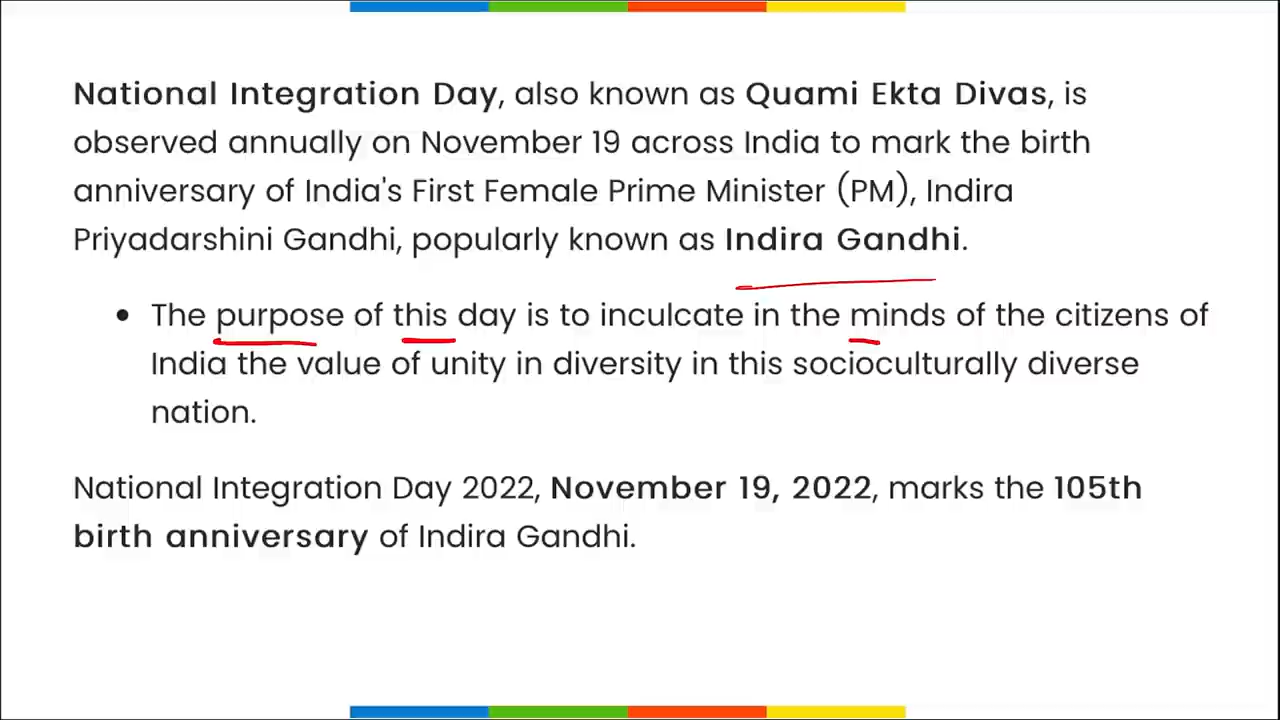 National Integration Day, also known as Quami Ekta Divas, is
observed annually on November 19 across India to mark the birth
anniversary of India's First Female Prime Minister (PM), Indira
Priyadarshini Gandhi, popularly known as Indira Gandhi.
• The purpose of this day is to inculcate in the minds of the citizens of
India the value of unity in diversity in this socioculturally diverse
nation.
National Integration Day 2022, November 19, 2022, marks the 105th
birth anniversary of Indira Gandhi.